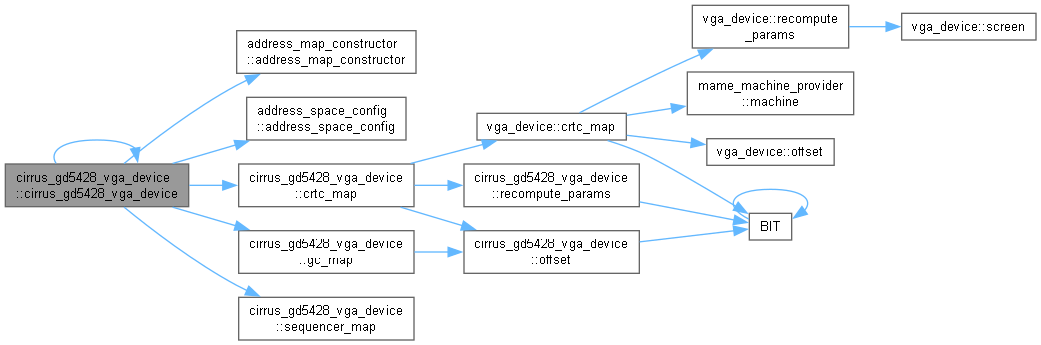 cirrus_gd5428_vga_device
::cirrus_gd5428_vga_device
address_map_constructor
::address_map_constructor
address_space_config
::address_space_config
cirrus_gd5428_vga_device
::crtc_map
cirrus_gd5428_vga_device
::gc_map
cirrus_gd5428_vga_device
::sequencer_map
vga_device::crtc_map
cirrus_gd5428_vga_device
::recompute_params
cirrus_gd5428_vga_device
::offset
vga_device::recompute
_params
mame_machine_provider
::machine
vga_device::offset
BIT
vga_device::screen